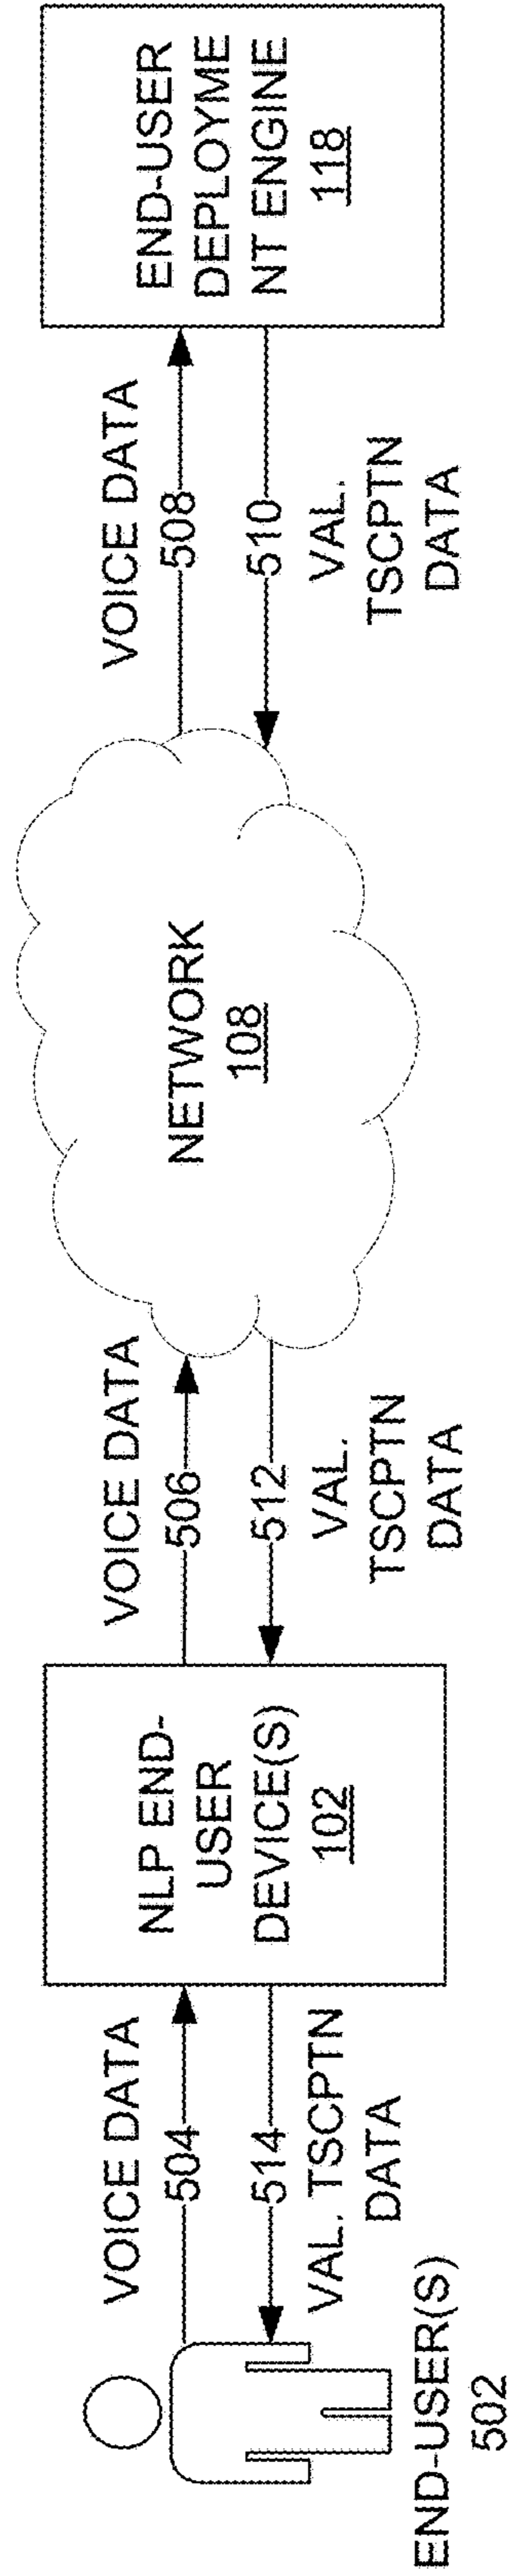 VOICE DATA
504
514
VAL. TSCPTN
DATA
END-USER(S)
502
NLP END-
USER
DEVICE(S)
102
VOICE DATA
506
512
VAL.
TSCPTN
DATA
NETWORK
108
VOICE DATA
508
510
VAL.
TSCPTN
DATA
END-USER
DEPLOYME
NT ENGINE
118